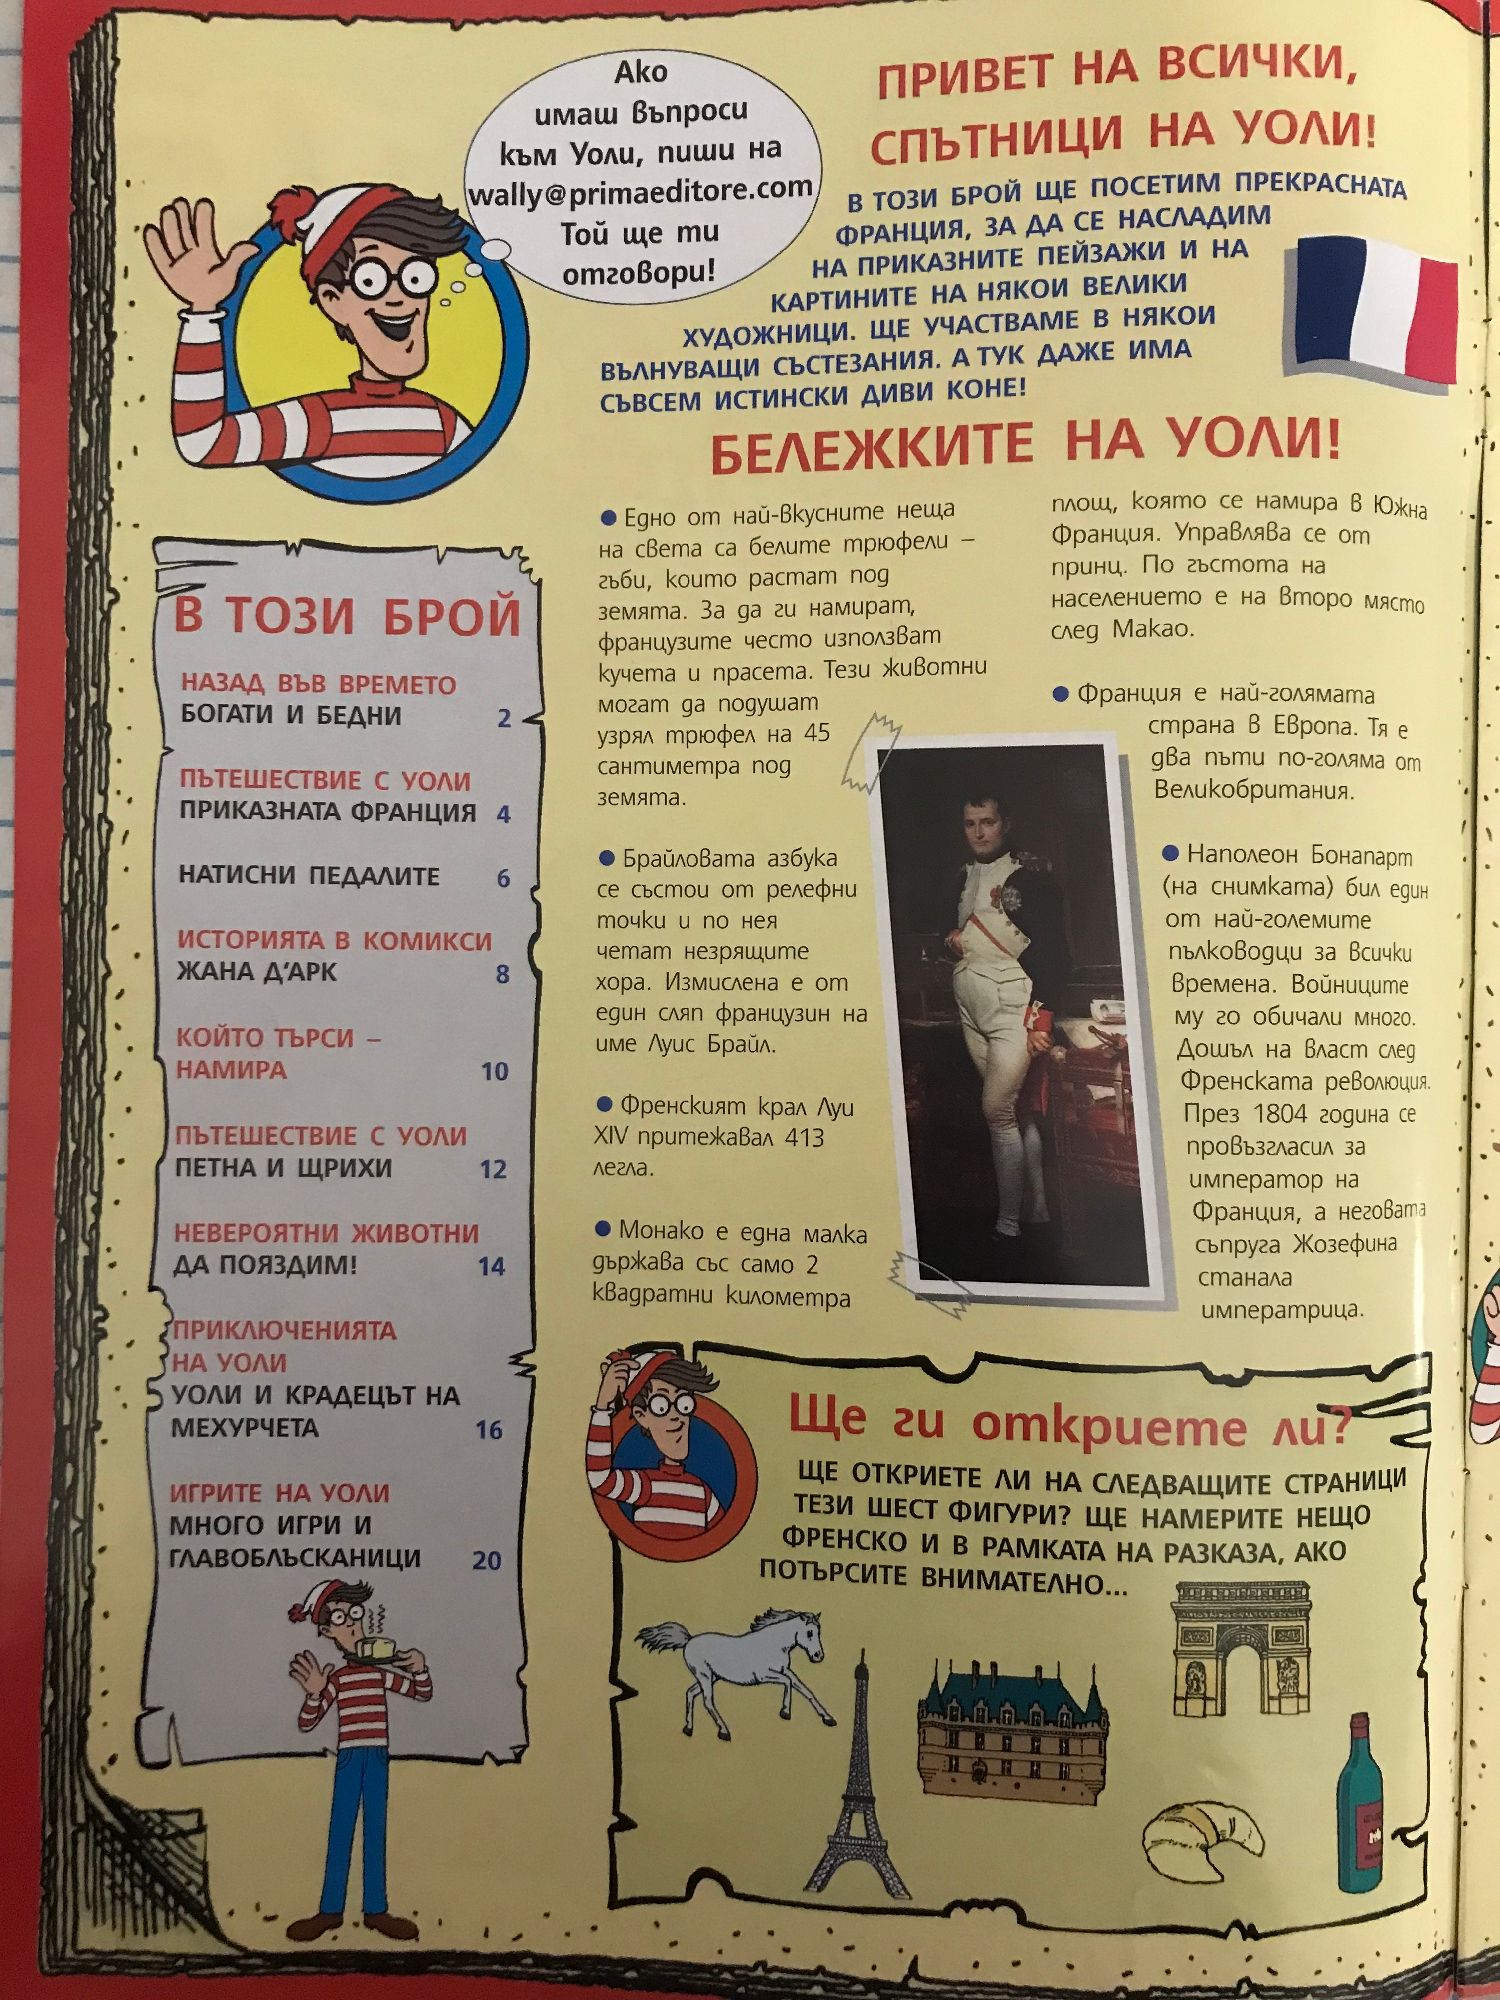 Ако
имаш въпроси
към Уоли, пиши на
wally@primaeditore.com
Той ще ти
отговори!
ПРИВЕТ НА ВСИЧКИ,
СПЪТНИЦИ НА УОЛИ!
В ТОЗИ БРОЙ ЩЕ ПОСЕТИМ ПРЕКРАСНАТА
ФРАНЦИЯ, ЗА ДА СЕ НАСЛАДИМ
НА ПРИКАЗНИТЕ ПЕЙЗАЖИ И НА
КАРТИНИТЕ НА НЯКОИ ВЕЛИКИ
ХУДОЖНИЦИ. ЩЕ УЧАСТВАМЕ В НЯКОИ
ВЪЛНУВАЩИ СЪСТЕЗАНИЯ. А ТУК ДАЖЕ ИМА
СЪВСЕМ ИСТИНСКИ ДИВИ КОНЕ!
БЕЛЕЖКИТЕ НА УОЛИ!
В ТОЗИ БРОЙ
НАЗАД ВЪВ ВРЕМЕТО
БОГАТИ И БЕДНИ 2
ПЪТЕШЕСТВИЕ С УОЛИ
ПРИКАЗНАТА ФРАНЦИЯ 4
НАТИСНИ ПЕДАЛИТЕ 6
ИСТОРИЯТА В КОМИКСИ
ЖАНА Д'АРК 8
КОЙТО ТЪРСИ –
НАМИРА 10
ПЪТЕШЕСТВИЕ С УОЛИ
ПЕТНА И ЩРИХИ 12
НЕВЕРОЯТНИ ЖИВОТНИ
ДА ПОЯЗДИМ! 14
ПРИКЛЮЧЕНИЯТА
НА УОЛИ
УОЛИ И КРАДЕЦЪТ НА
МЕХУРЧЕТА 16
ИГРИТЕ НА УОЛИ
МНОГО ИГРИ И
ГЛАВОБЛЪСКАНИЦИ 20
● Едно от най-вкусните неща
на света са белите трюфели –
гъби, които растат под
земята. За да ги намират,
французите често използват
кучета и прасета. Тези животни
могат да подушат
узрял трюфел на 45
сантиметра под
земята.
● Брайловата азбука
се състои от релефни
точки и по нея
четат незрящите
хора. Измислена е от
един сляп французин на
име Луис Брайл.
● Френският крал Луи
XIV притежавал 413
легла.
● Монако е една малка
държава със само 2
квадратни километра
площ, която се намира в Южна
Франция. Управлява се от
принц. По гъстота на
населението е на второ място
след Макао.
● Франция е най-голямата
страна в Европа. Тя е
два пъти по-голяма от
Великобритания.
● Наполеон Бонапарт
(на снимката) бил един
от най-големите
пълководци за всички
времена. Войниците
му го обичали много.
Дошъл на власт след
Френската революция.
През 1804 година се
провъзгласил за
император на
Франция, а неговата
съпруга Жозефина
станала
императрица.
Ще ги откриете ли?
ЩЕ ОТКРИЕТЕ ЛИ НА СЛЕДВАЩИТЕ СТРАНИЦИ
ТЕЗИ ШЕСТ ФИГУРИ? ЩЕ НАМЕРИТЕ НЕЩО
ФРЕНСКО И В РАМКАТА НА РАЗКАЗА, АКО
ПОТЪРСИТЕ ВНИМАТЕЛНО...